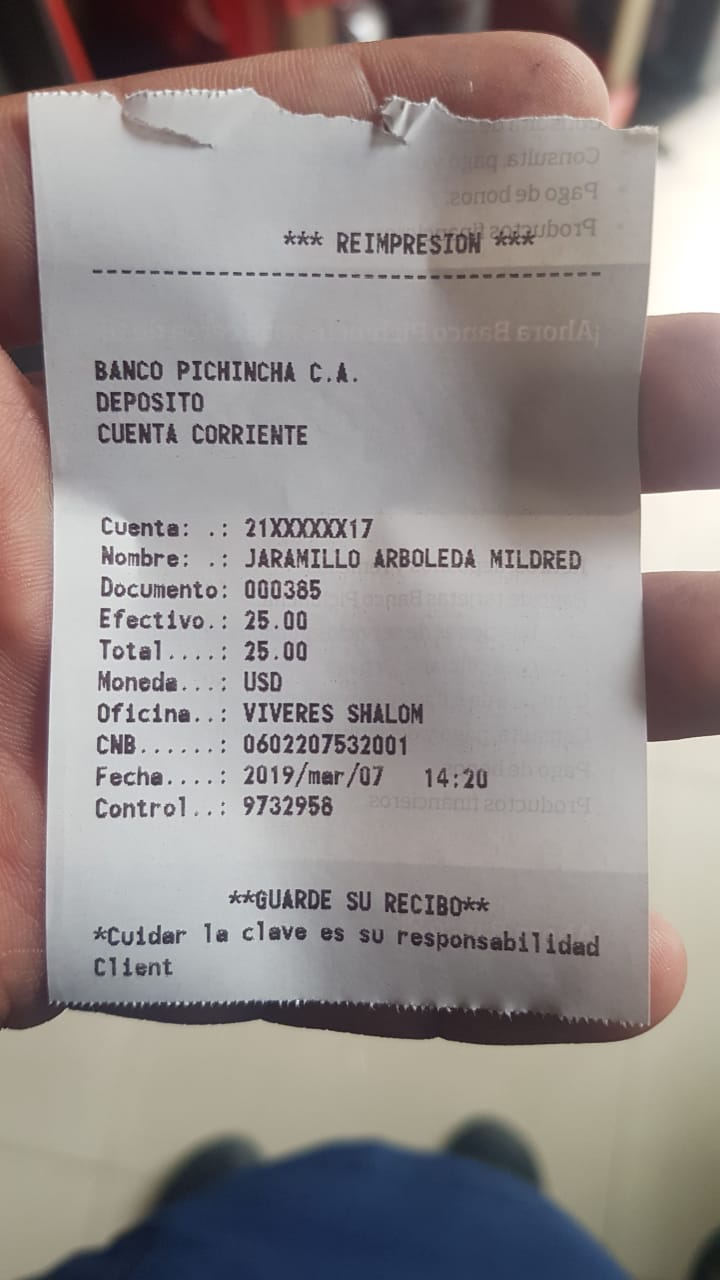 *** REIMPRESION ***
BANCO PICHINCHA C.A.
DEPOSITO
CUENTA CORRIENTE
Cuenta: .: 21XXXXXX17
Nombre: .: JARAMILLO ARBOLEDA MILDRED
Documento: 000385
Efectivo.: 25.00
Total....: 25.00
Moneda...: USD
Oficina..: VIVERES SHALOM
CNB......: 0602207532001
Fecha....: 2019/mar/07 14:20
Control..: 9732958
**GUARDE SU RECIBO**
*Cuidar la clave es su responsabilidad
Client